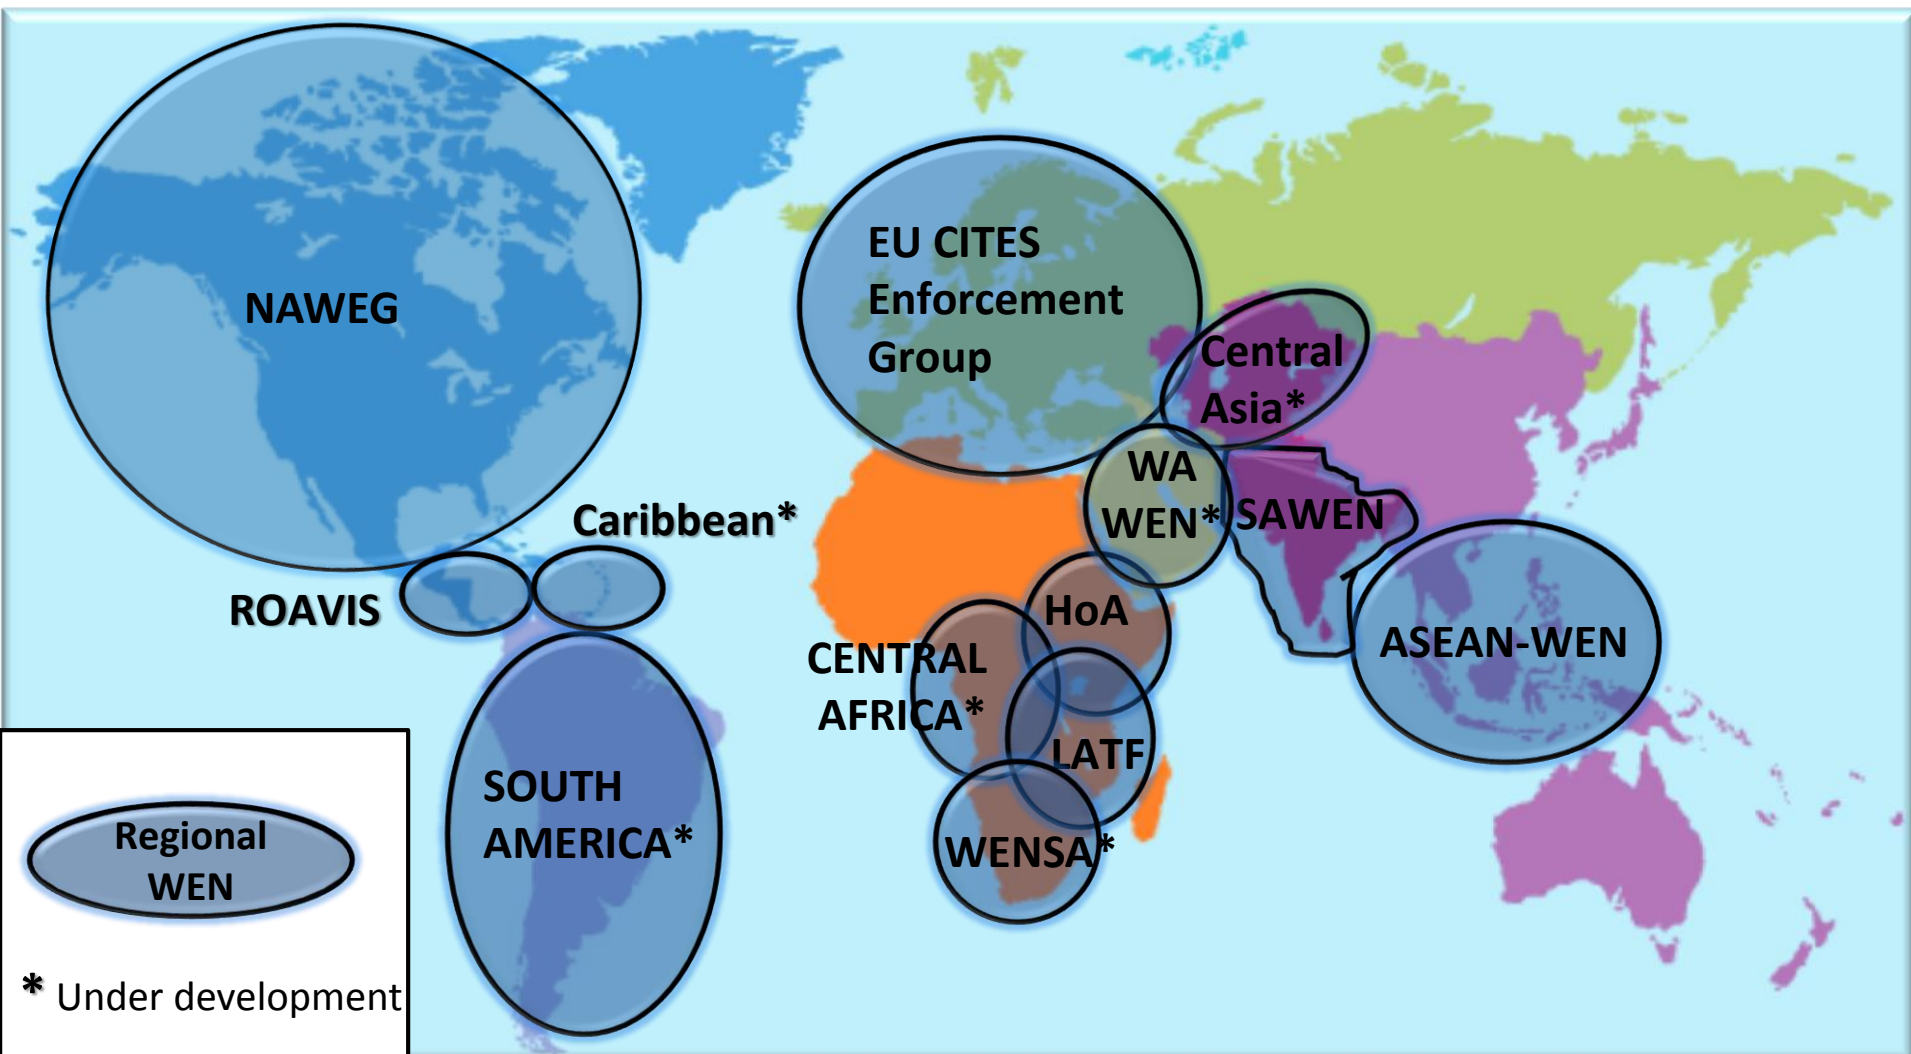 NAWEG
EU CITES
Enforcement
Group
Central
Asia*
WA
WEN*
SAWEN
Caribbean*
ROAVIS
HoA
CENTRAL
AFRICA*
ASEAN-WEN
LATF
SOUTH
AMERICA*
WENSA*
Regional
WEN
* Under development